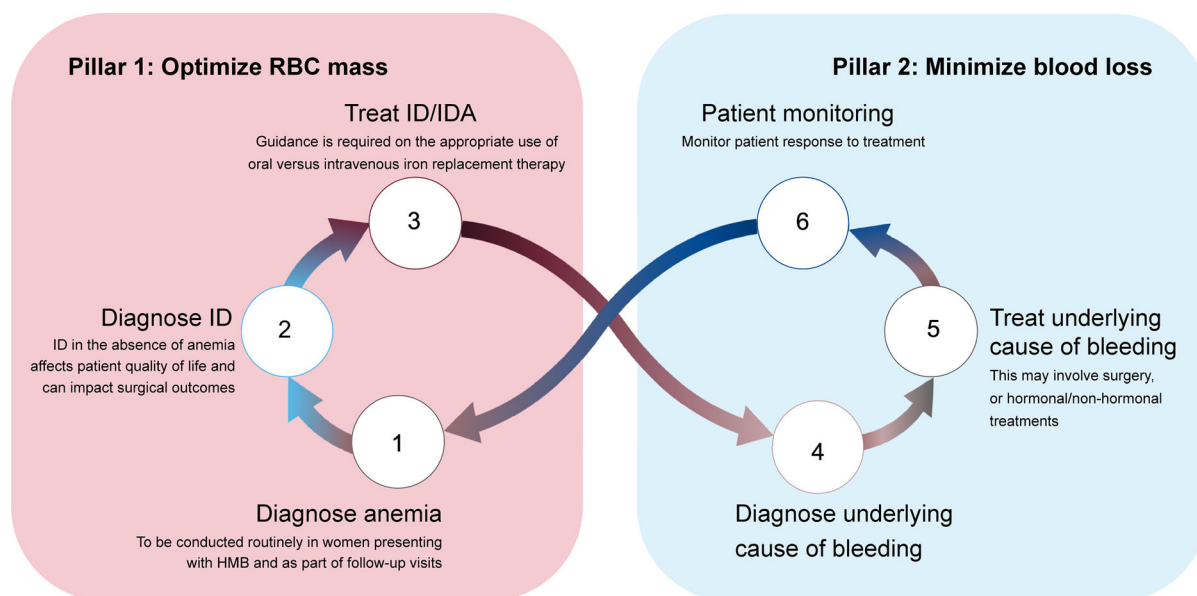 Pillar 1: Optimize RBC mass
Treat ID/IDA
Guidance is required on the appropriate use of
oral versus intravenous iron replacement therapy
3
Diagnose ID
ID in the absence of anemia
affects patient quality of life and
can impact surgical outcomes
2
1
Diagnose anemia
To be conducted routinely in women presenting
with HMB and as part of follow-up visits
Pillar 2: Minimize blood loss
Patient monitoring
Monitor patient response to treatment
6
5
Treat underlying
cause of bleeding
This may involve surgery,
or hormonal/non-hormonal
treatments
4
Diagnose underlying
cause of bleeding